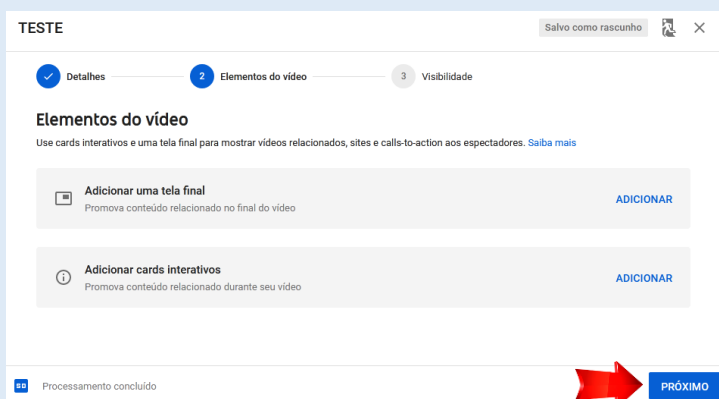 TESTE
Salvo como rascunho
Detalhes
2 Elementos do vídeo
3 Visibilidade
Elementos do vídeo
Use cards interativos e uma tela final para mostrar vídeos relacionados, sites e calls-to-action aos espectadores. Saiba mais
Adicionar uma tela final
Promova conteúdo relacionado no final do vídeo
ADICIONAR
Adicionar cards interativos
Promova conteúdo relacionado durante seu vídeo
ADICIONAR
SD Processamento concluído
PRÓXIMO